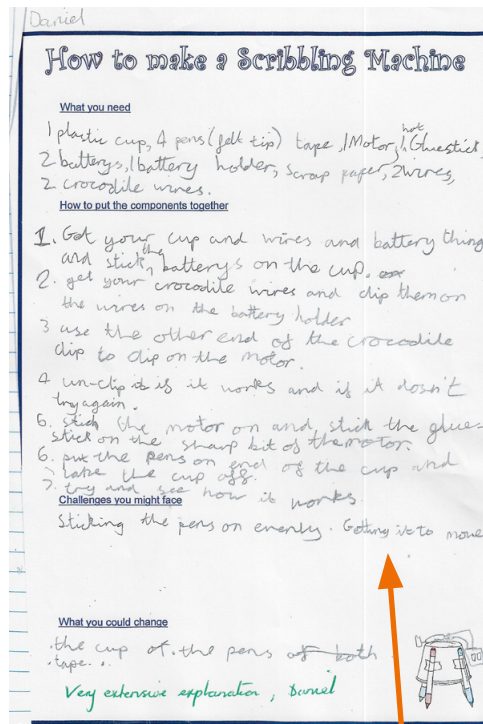 Daniel
How to make a Scribbling Machine
What you need
1 plastic cup, 4 pens (felt tip) tape, 1 Motor, 1 hot Gluestick,
2 batterys, 1 battery holder, scrap paper, 2 wires,
2 crocodile wires.
How to put the components together
1. Get your cup and wires and battery thing
and stick the batterys on the cup.
2. get your crocodile wires and clip them on
the wires on the battery holder
3 use the other end of the crocodile
clip to clip on the motor.
4 un-clip it is it works and if it dosn't
try again.
6. stick the motor on and stick the glue-
stick on the sharp bit of the motor.
6. put the pens on end of the cup and
take the cup off.
7. try and see how it works
Challenges you might face
Sticking the pens on evenly. Getting it to move
What you could change
.the cup of .the pens of both
.tape..
Very extensive explanation, Daniel